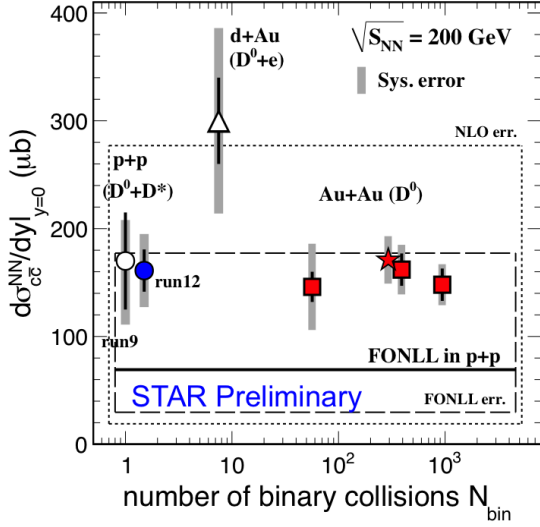 d+Au
(D⁰+e)
√S_NN = 200 GeV
Sys. error
NLO err.
p+p
(D⁰+D*)
Au+Au (D⁰)
run12
run9
FONLL in p+p
STAR Preliminary
FONLL err.
400
300
200
100
0
dσ^NN_cc̄/dy|_y=0 (μb)
1
10
10²
10³
number of binary collisions N_bin